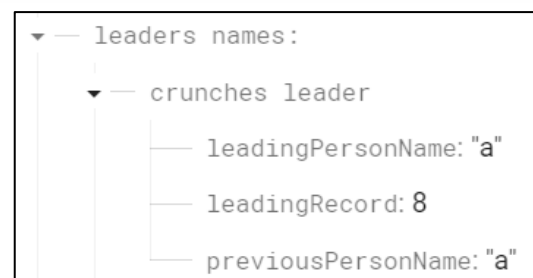 leaders names:
crunches leader
leadingPersonName: "a"
leadingRecord: 8
previousPersonName: "a"